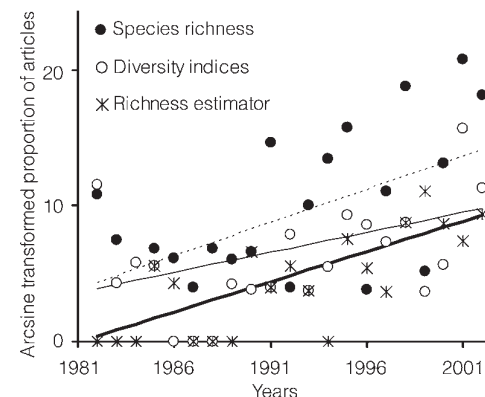 Arcsine transformed proportion of articles
Species richness
Diversity indices
Richness estimator
20
10
0
1981
1986
1991
1996
2001
Years